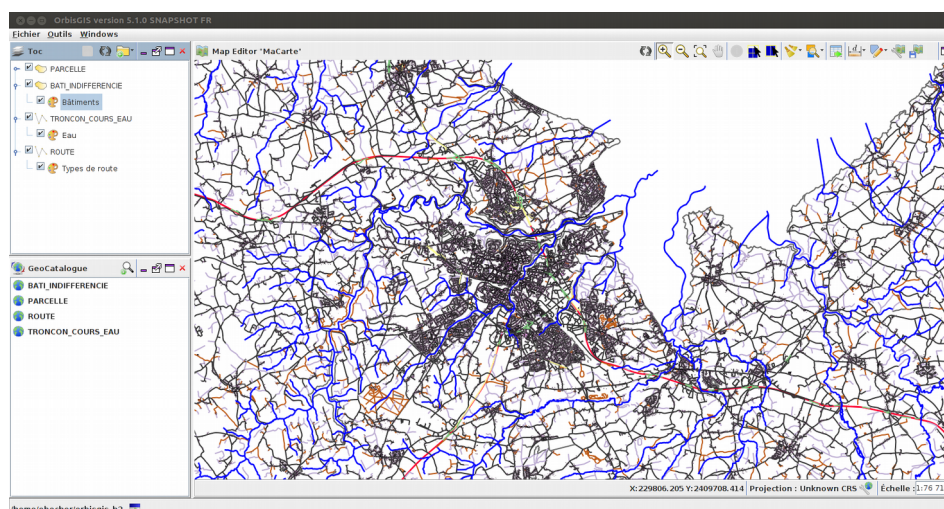 OrbisGIS version 5.1.0 SNAPSHOT FR
Fichier Outils Windows
Toc
PARCELLE
BATI_INDIFFERENCIE
Bâtiments
TRONCON_COURS_EAU
Eau
ROUTE
Types de route
GeoCatalogue
BATI_INDIFFERENCIE
PARCELLE
ROUTE
TRONCON_COURS_EAU
Map Editor 'MaCarte'
X:229806.205 Y:2409708.414 Projection : Unknown CRS Échelle : 1:76 71